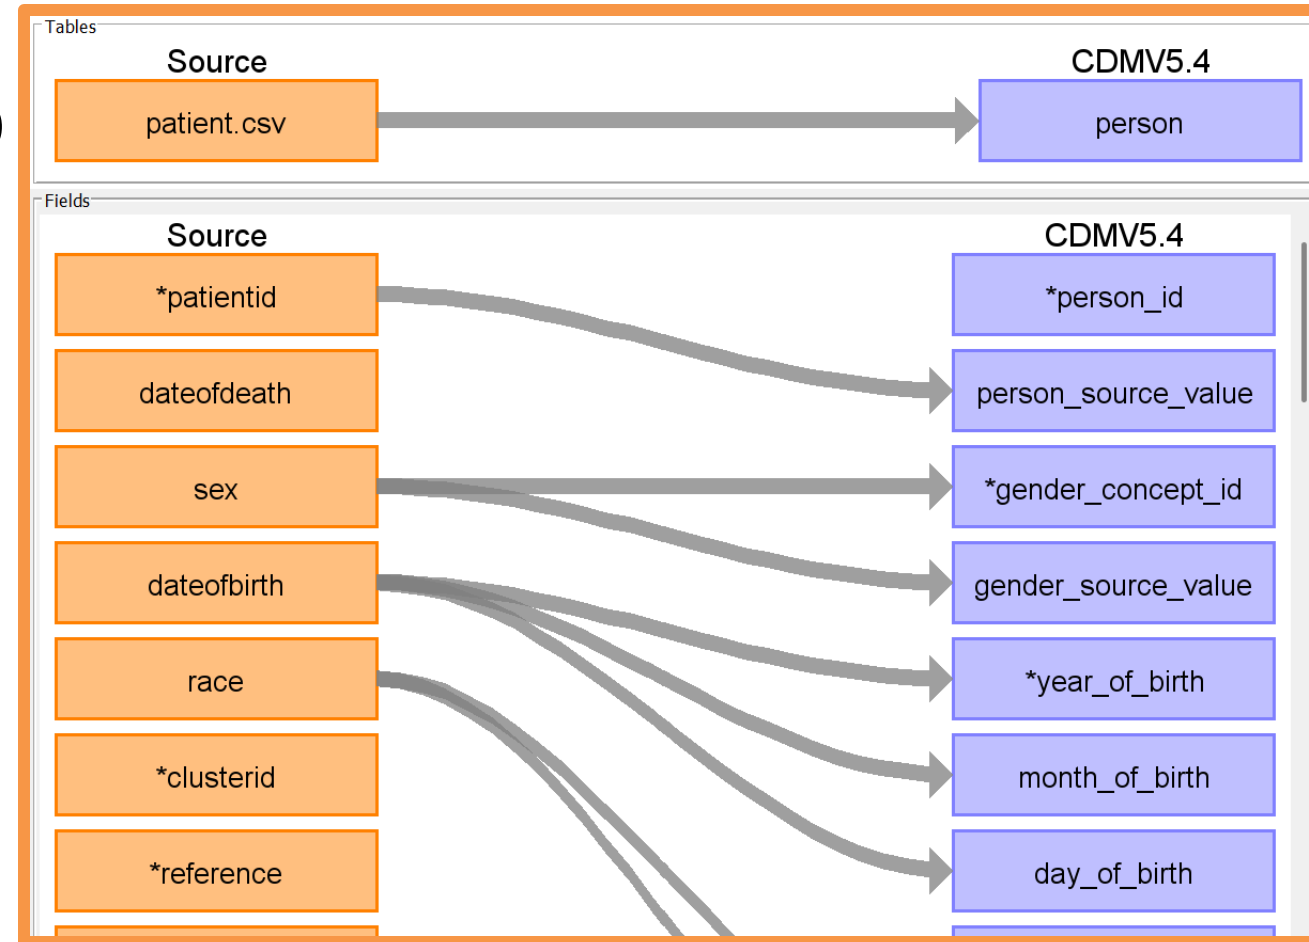 Tables
Source CDMV5.4
patient.csv person
Fields
Source CDMV5.4
*patientid *person_id
dateofdeath person_source_value
sex *gender_concept_id
dateofbirth gender_source_value
race *year_of_birth
*clusterid month_of_birth
*reference day_of_birth
)